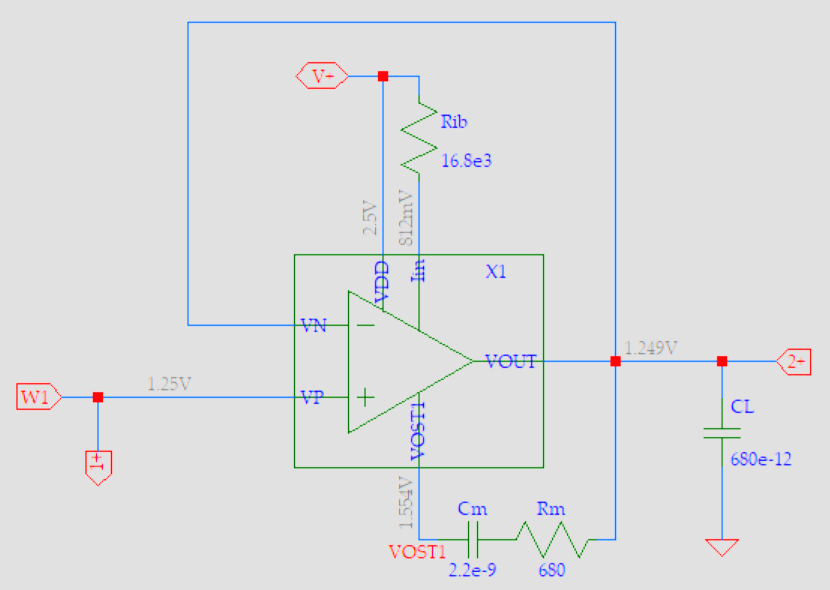 V+
Rib
16.8e3
2.5V
812mV
VDD
Iin
X1
VN
VOUT
1.249V
2+
W1
1.25V
VP
VOST1
1+
CL
680e-12
1.554V
Cm
Rm
VOST1
2.2e-9
680